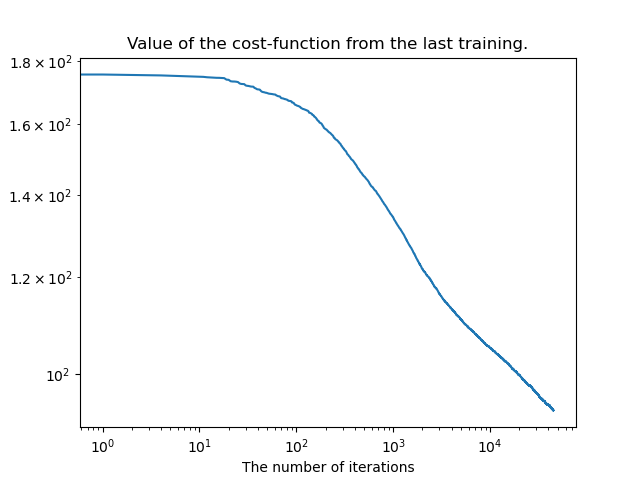 Value of the cost-function from the last training.
1.8 × 10²
1.6 × 10²
1.4 × 10²
1.2 × 10²
10²
10⁰ 10¹ 10² 10³ 10⁴
The number of iterations